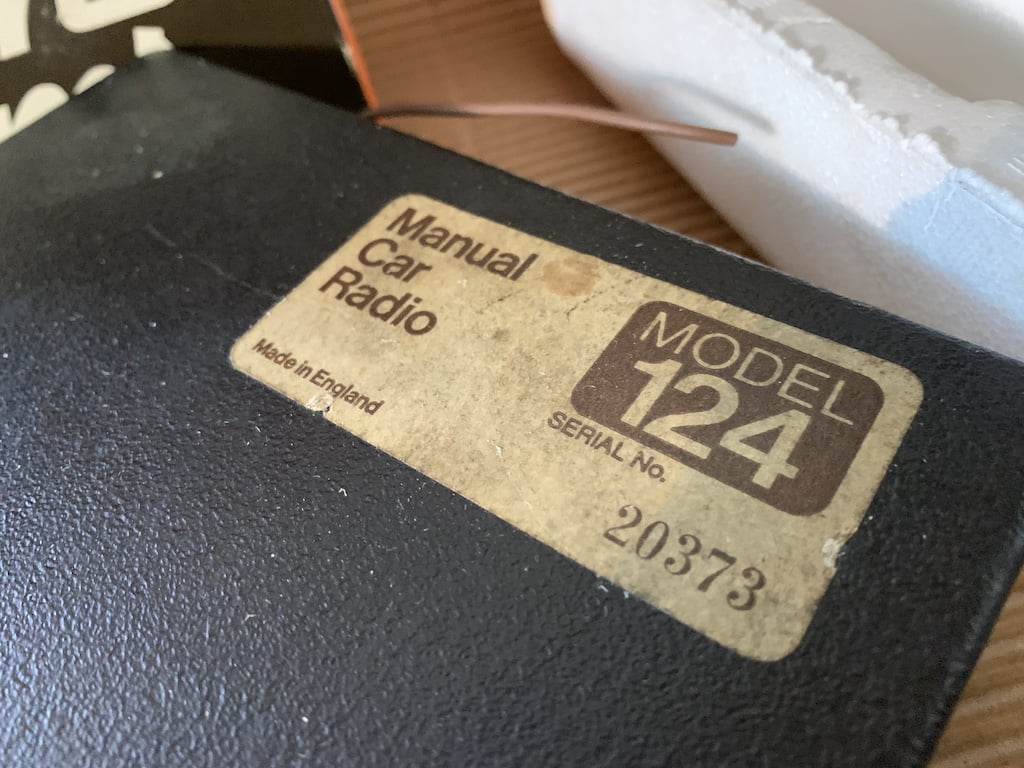 Manual
Car
Radio
Made in England
MODEL
124
SERIAL No.
20373